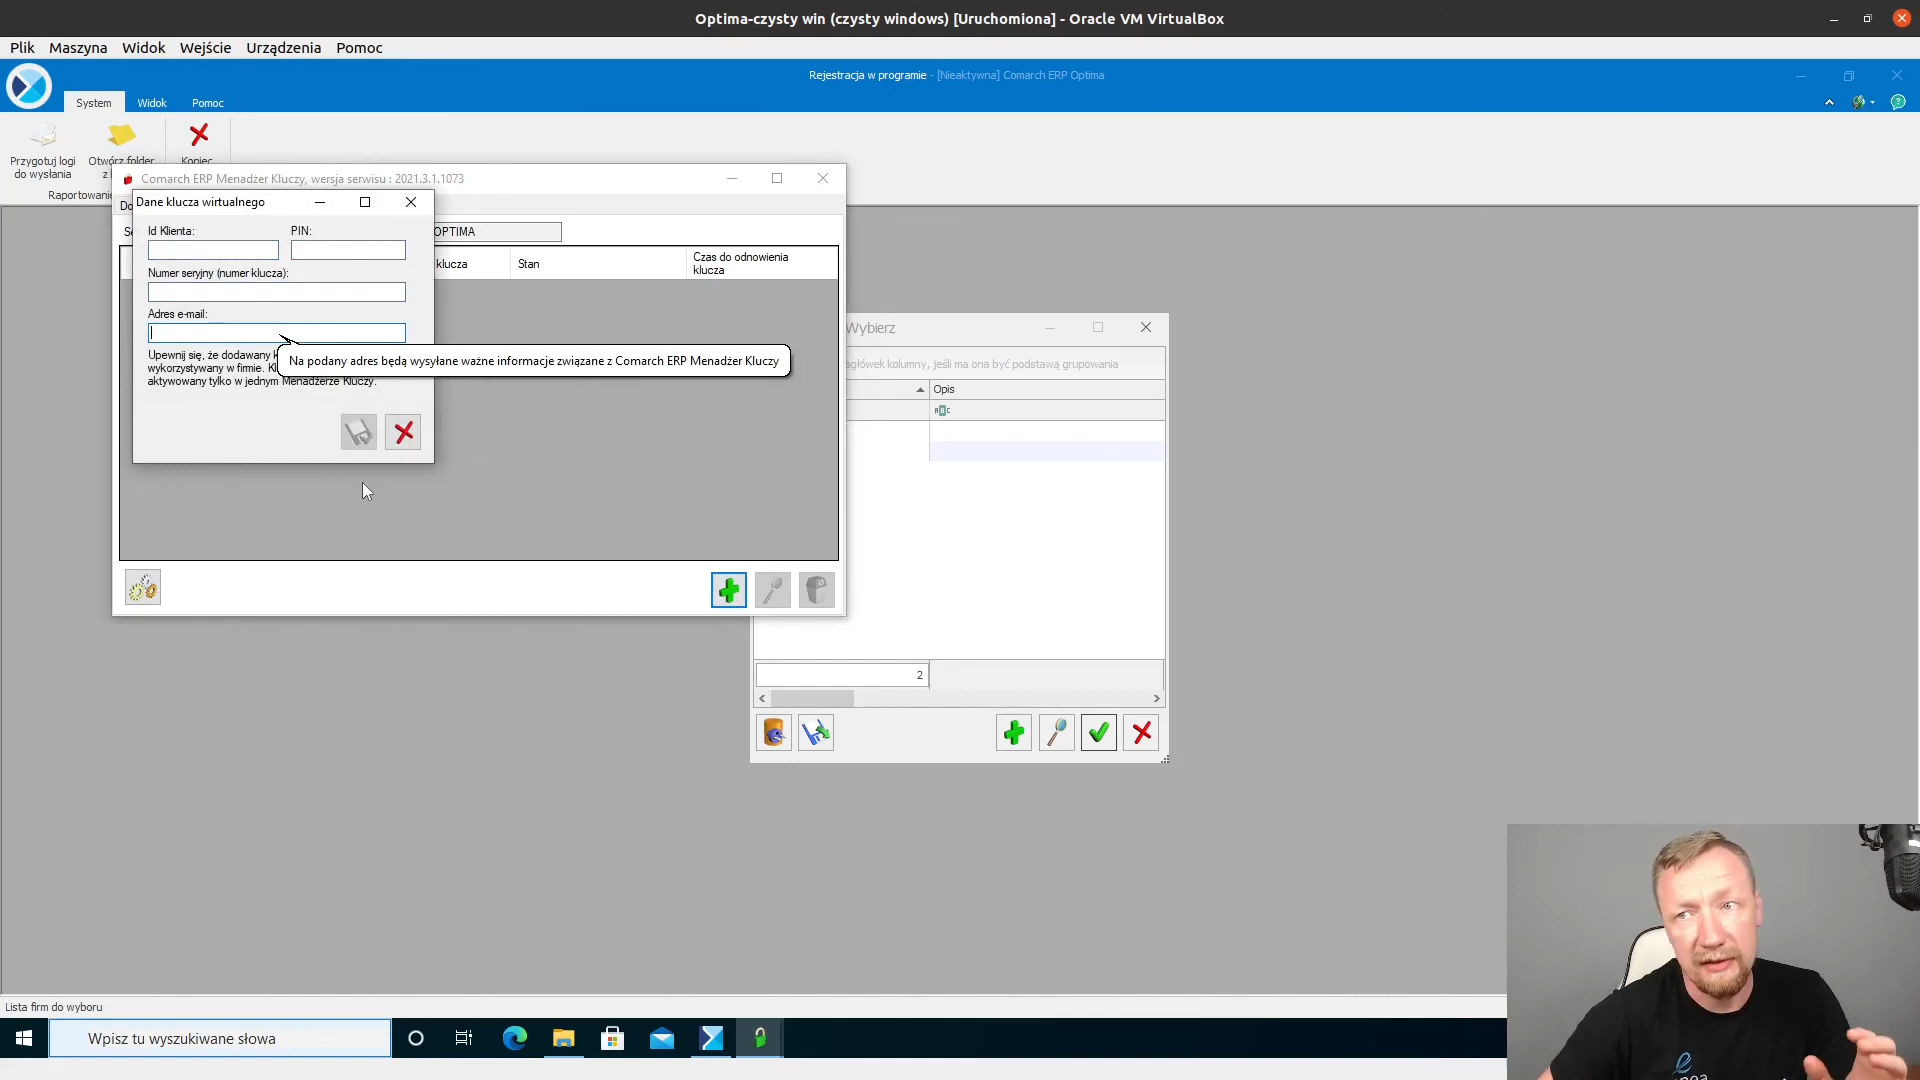 Optima-czysty win (czysty windows) [Uruchomiona] - Oracle VM VirtualBox
Plik Maszyna Widok Wejście Urządzenia Pomoc
Rejestracja w programie - [Nieaktywna] Comarch ERP Optima
System Widok Pomoc
Przygotuj logi
do wysłania
Otwórz folder
Koniec
Comarch ERP Menadżer Kluczy, wersja serwisu : 2021.3.1.1073
Dane klucza wirtualnego
Id Klienta: PIN:
OPTIMA
klucza Stan Czas do odnowienia
klucza
Numer seryjny (numer klucza):
Adres e-mail:
Upewnij się, że dodawany
wykorzystywany w firmie.
aktywowany tylko w jednym Menadżerze Kluczy.
Na podany adres będą wysyłane ważne informacje związane z Comarch ERP Menadżer Kluczy
Wybierz
jeśli ma ona być podstawą grupowania
Opis
ABC
2
Lista firm do wyboru
Wpisz tu wyszukiwane słowa